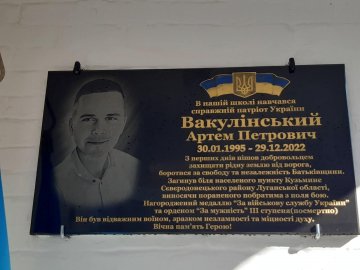 В нашій школі навчався
справжній патріот України
Вакулінський
Артем Петрович
30.01.1995 - 29.12.2022
З перших днів пішов добровольцем
захищати рідну землю від ворога,
боротися за свободу та незалежність Батьківщини.
Загинув біля населеного пункту Кузьмине
Сєвєродонецького району Луганської області,
виносячи пораненого побратима з поля бою.
Нагороджений медаллю "За військову службу Україні"
та орденом "За мужність" ІІІ ступеня(посмертно)
Він був відважним воїном, зразком незламності та міцності духу.
Вічна пам'ять Герою!